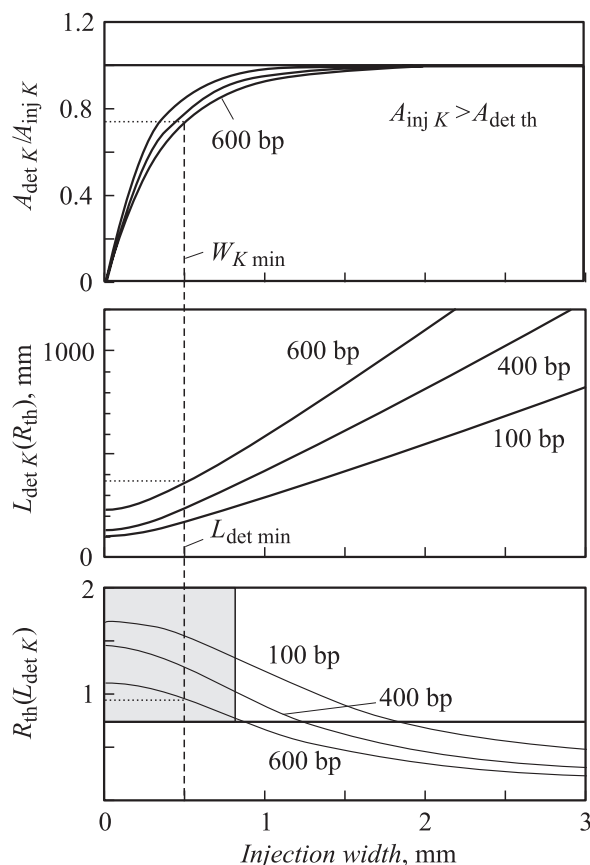 1.2
0.8
0.4
0
A_det K/A_inj K
A_inj K > A_det th
600 bp
W_K min
1000
0
L_det K(R_th), mm
600 bp
400 bp
100 bp
L_det min
2
1
R_th(L_det K)
100 bp
400 bp
600 bp
0 1 2 3
Injection width, mm